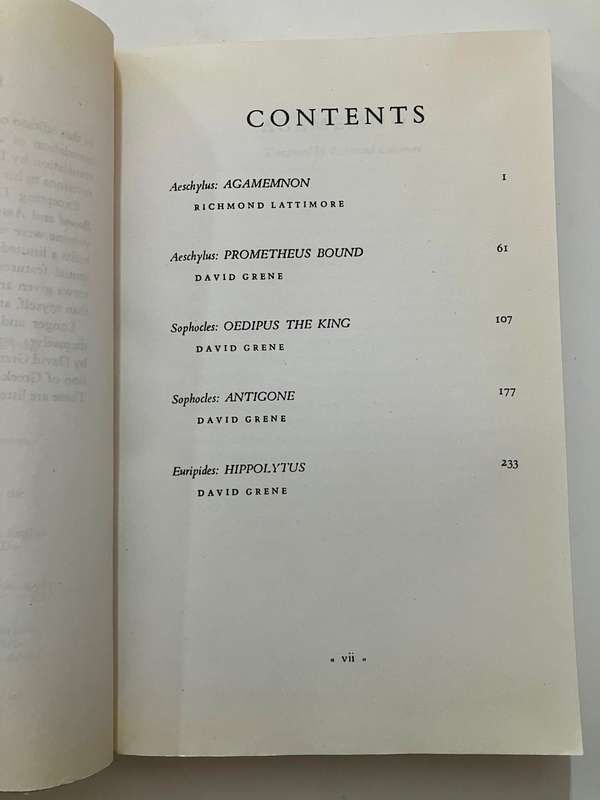 CONTENTS
Aeschylus: AGAMEMNON 1
RICHMOND LATTIMORE
Aeschylus: PROMETHEUS BOUND 61
DAVID GRENE
Sophocles: OEDIPUS THE KING 107
DAVID GRENE
Sophocles: ANTIGONE 177
DAVID GRENE
Euripides: HIPPOLYTUS 233
DAVID GRENE
« vii »